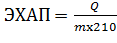 ЭХАП = Q / mx210